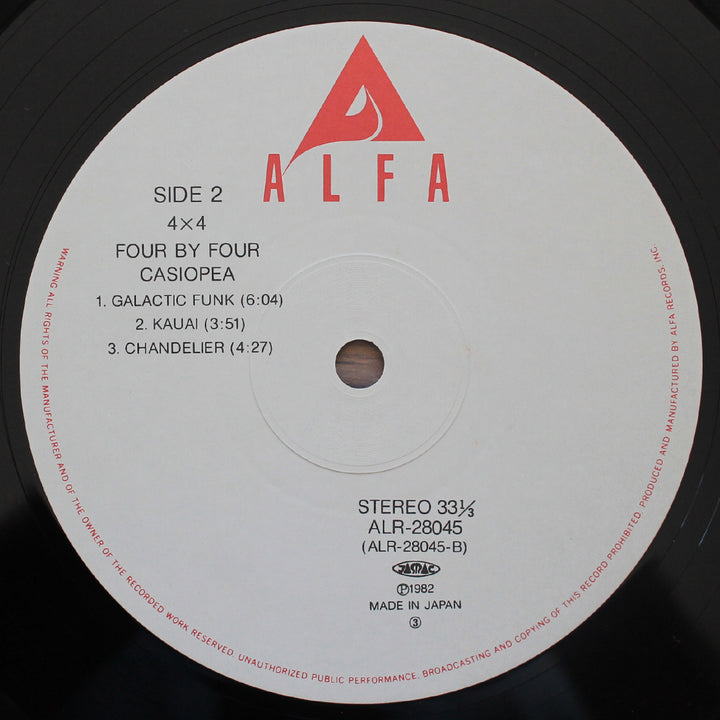 ALFA
SIDE 2
4×4
FOUR BY FOUR
CASIOPEA
1. GALACTIC FUNK (6:04)
2. KAUAI (3:51)
3. CHANDELIER (4:27)
STEREO 33⅓
ALR-28045
(ALR-28045-B)
JASRAC
Ⓟ1982
MADE IN JAPAN
③
WARNING ALL RIGHTS OF THE MANUFACTURER AND OF THE OWNER OF THE RECORDED WORK RESERVED. UNAUTHORIZED PUBLIC PERFORMANCE, BROADCASTING AND COPYING OF THIS RECORD PROHIBITED. PRODUCED AND MANUFACTURED BY ALFA RECORDS, INC.